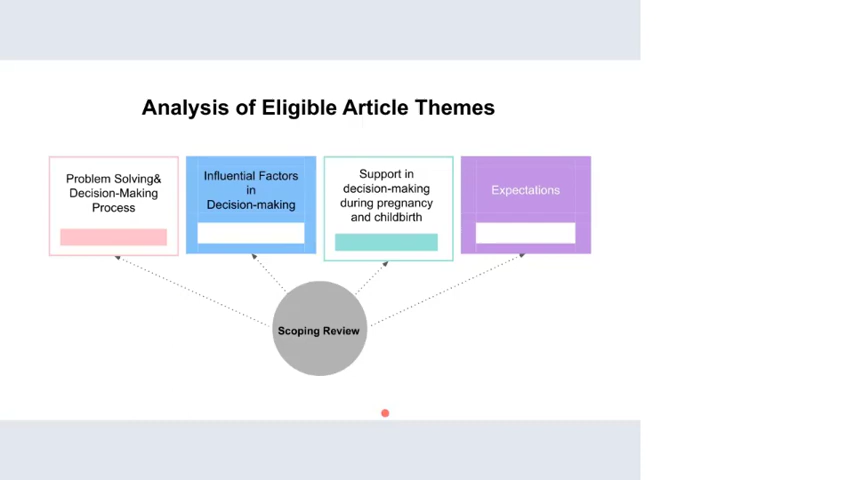 Analysis of Eligible Article Themes
Problem Solving&
Decision-Making
Process
Influential Factors
in
Decision-making
Support in
decision-making
during pregnancy
and childbirth
Expectations
Scoping Review